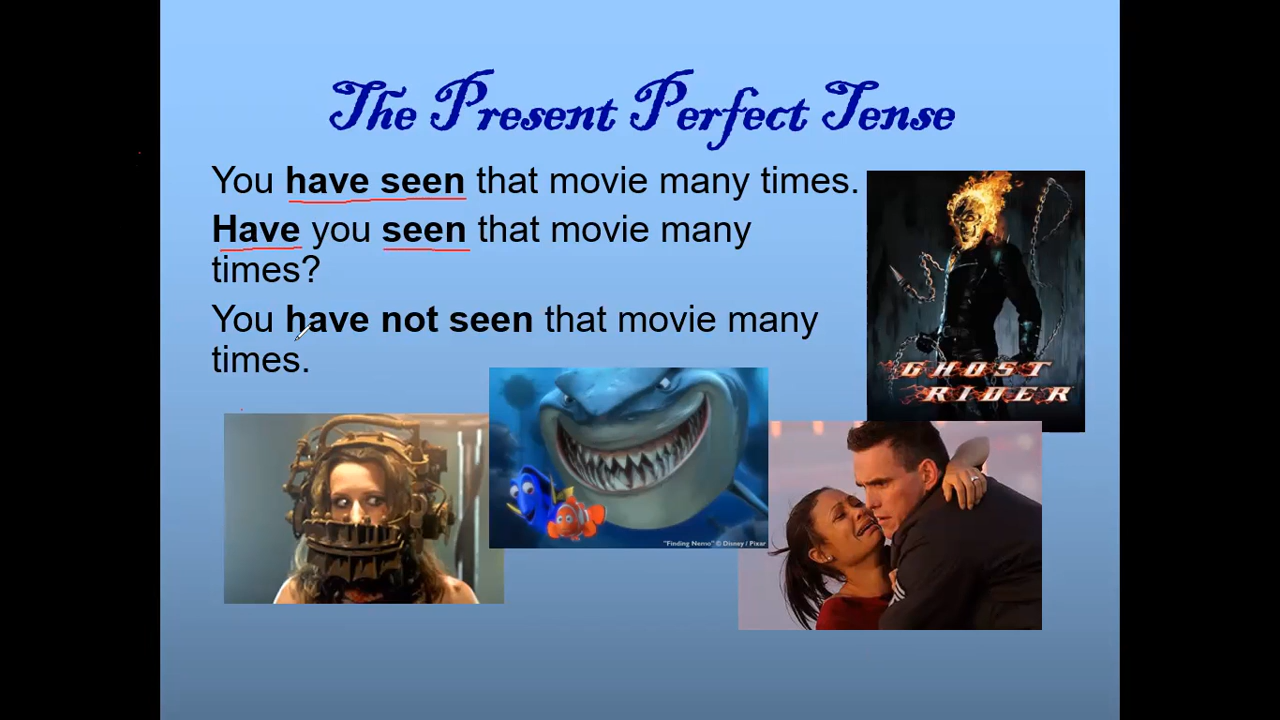 The Present Perfect Tense
You have seen that movie many times.
Have you seen that movie many
times?
You have not seen that movie many
times.
GHOST
RIDER
"Finding Nemo" © Disney / Pixar